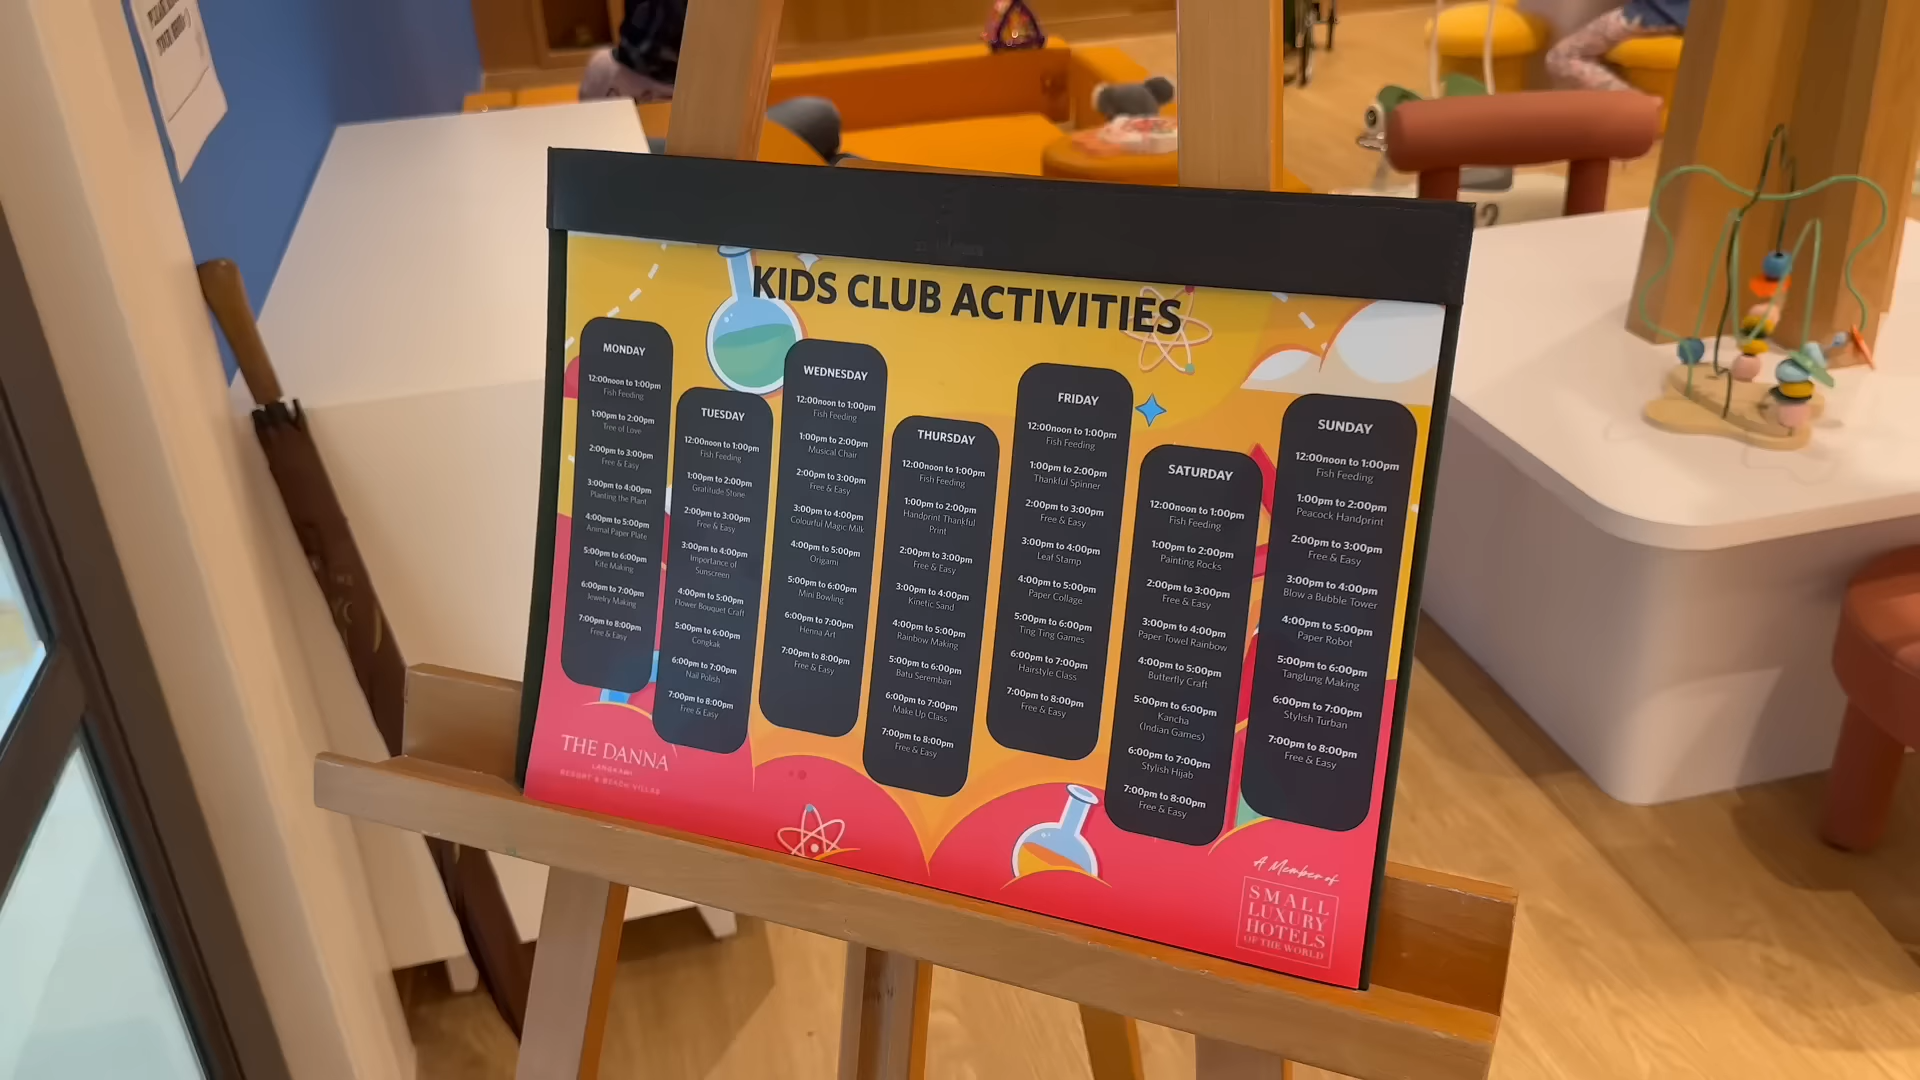 KIDS CLUB ACTIVITIES
MONDAY
12:00noon to 1:00pm
Fish Feeding
1:00pm to 2:00pm
Tree of Love
2:00pm to 3:00pm
Free & Easy
3:00pm to 4:00pm
Planting the Plant
4:00pm to 5:00pm
Animal Paper Plate
5:00pm to 6:00pm
Kite Making
6:00pm to 7:00pm
Jewelry Making
7:00pm to 8:00pm
Free & Easy
TUESDAY
12:00noon to 1:00pm
Fish Feeding
1:00pm to 2:00pm
Gratitude Stone
2:00pm to 3:00pm
Free & Easy
3:00pm to 4:00pm
Importance of
Sunscreen
4:00pm to 5:00pm
Flower Bouquet Craft
5:00pm to 6:00pm
Congkak
6:00pm to 7:00pm
Nail Polish
7:00pm to 8:00pm
Free & Easy
WEDNESDAY
12:00noon to 1:00pm
Fish Feeding
1:00pm to 2:00pm
Musical Chair
2:00pm to 3:00pm
Free & Easy
3:00pm to 4:00pm
Colourful Magic Milk
4:00pm to 5:00pm
Origami
5:00pm to 6:00pm
Mini Bowling
6:00pm to 7:00pm
Henna Art
7:00pm to 8:00pm
Free & Easy
THURSDAY
12:00noon to 1:00pm
Fish Feeding
1:00pm to 2:00pm
Handprint Thankful
Print
2:00pm to 3:00pm
Free & Easy
3:00pm to 4:00pm
Kinetic Sand
4:00pm to 5:00pm
Rainbow Making
5:00pm to 6:00pm
Batu Seremban
6:00pm to 7:00pm
Make Up Class
7:00pm to 8:00pm
Free & Easy
FRIDAY
12:00noon to 1:00pm
Fish Feeding
1:00pm to 2:00pm
Thankful Spinner
2:00pm to 3:00pm
Free & Easy
3:00pm to 4:00pm
Leaf Stamp
4:00pm to 5:00pm
Paper Collage
5:00pm to 6:00pm
Ting Ting Games
6:00pm to 7:00pm
Hairstyle Class
7:00pm to 8:00pm
Free & Easy
SATURDAY
12:00noon to 1:00pm
Fish Feeding
1:00pm to 2:00pm
Painting Rocks
2:00pm to 3:00pm
Free & Easy
3:00pm to 4:00pm
Paper Towel Rainbow
4:00pm to 5:00pm
Butterfly Craft
5:00pm to 6:00pm
Kancha
(Indian Games)
6:00pm to 7:00pm
Stylish Hijab
7:00pm to 8:00pm
Free & Easy
SUNDAY
12:00noon to 1:00pm
Fish Feeding
1:00pm to 2:00pm
Peacock Handprint
2:00pm to 3:00pm
Free & Easy
3:00pm to 4:00pm
Blow a Bubble Tower
4:00pm to 5:00pm
Paper Robot
5:00pm to 6:00pm
Tanglung Making
6:00pm to 7:00pm
Stylish Turban
7:00pm to 8:00pm
Free & Easy
THE DANNA
LANGKAWI
RESORT & BEACH VILLAS
A Member of
SMALL
LUXURY
HOTELS
OF THE WORLD